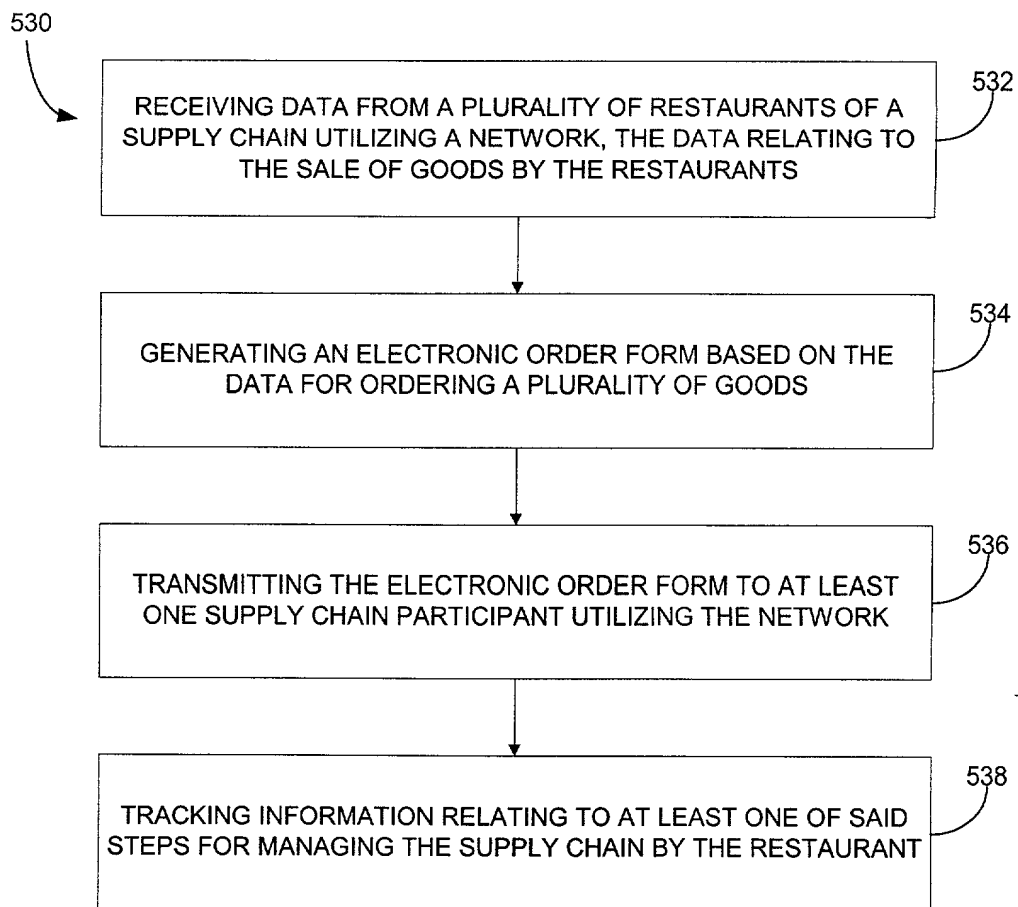 530
532
RECEIVING DATA FROM A PLURALITY OF RESTAURANTS OF A
SUPPLY CHAIN UTILIZING A NETWORK, THE DATA RELATING TO
THE SALE OF GOODS BY THE RESTAURANTS
534
GENERATING AN ELECTRONIC ORDER FORM BASED ON THE
DATA FOR ORDERING A PLURALITY OF GOODS
536
TRANSMITTING THE ELECTRONIC ORDER FORM TO AT LEAST
ONE SUPPLY CHAIN PARTICIPANT UTILIZING THE NETWORK
538
TRACKING INFORMATION RELATING TO AT LEAST ONE OF SAID
STEPS FOR MANAGING THE SUPPLY CHAIN BY THE RESTAURANT